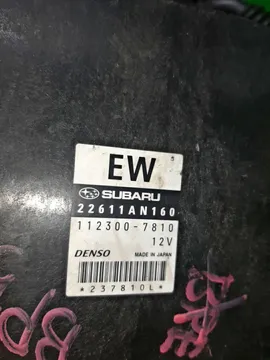 EW
SUBARU
22611AN160
112300-7810
12V
DENSO MADE IN JAPAN
*237810L*